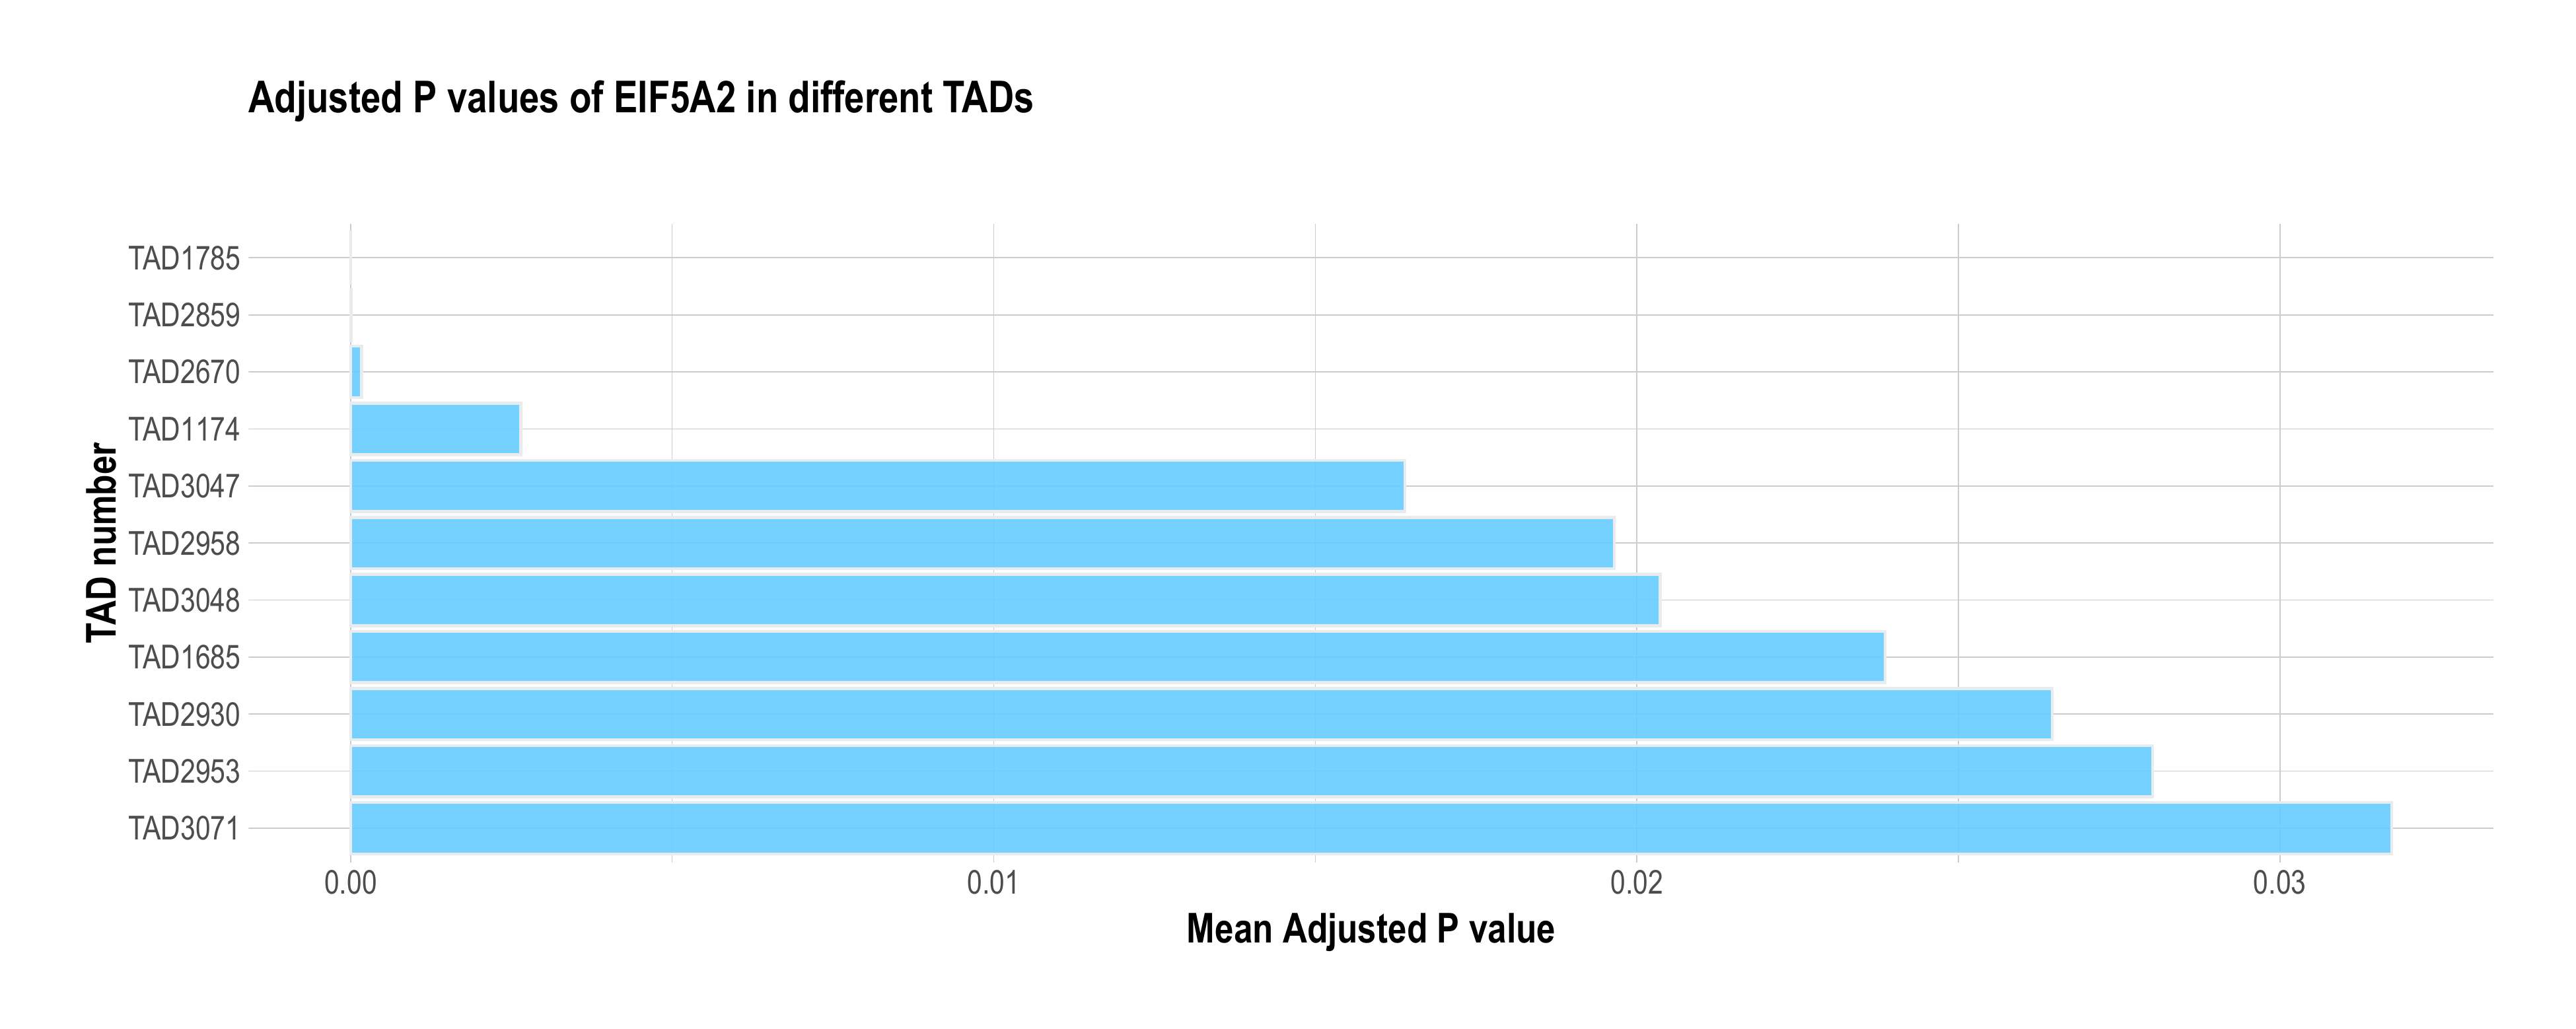 Adjusted P values of EIF5A2 in different TADs
TAD number
TAD1785
TAD2859
TAD2670
TAD1174
TAD3047
TAD2958
TAD3048
TAD1685
TAD2930
TAD2953
TAD3071
0.00 0.01 0.02 0.03
Mean Adjusted P value